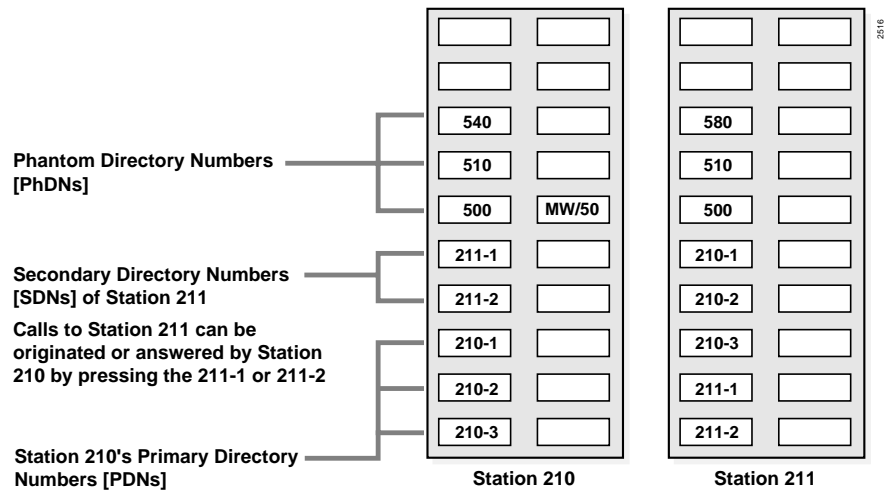 2516
540
580
Phantom Directory Numbers
[PhDNs]
510
510
500
MW/50
500
211-1
210-1
Secondary Directory Numbers
[SDNs] of Station 211
211-2
210-2
Calls to Station 211 can be
originated or answered by Station
210 by pressing the 211-1 or 211-2
210-1
210-3
210-2
211-1
210-3
211-2
Station 210's Primary Directory
Numbers [PDNs]
Station 210
Station 211